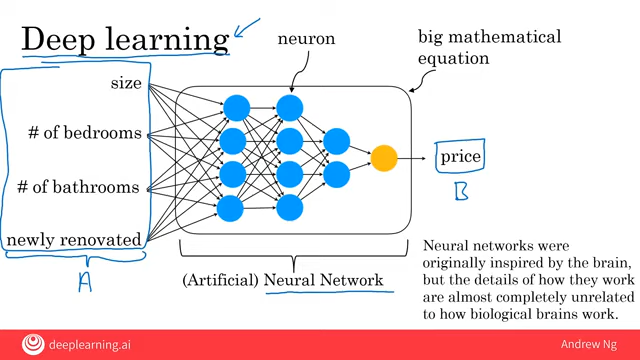 Deep learning
neuron
big mathematical
equation
size
# of bedrooms
# of bathrooms
newly renovated
price
B
A
(Artificial) Neural Network
Neural networks were
originally inspired by the brain,
but the details of how they work
are almost completely unrelated
to how biological brains work.
deeplearning.ai
Andrew Ng